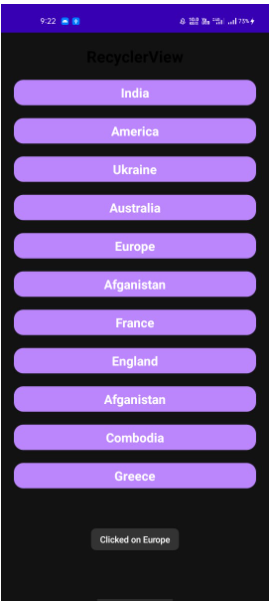 9:22
75%
RecyclerView
India
America
Ukraine
Australia
Europe
Afganistan
France
England
Afganistan
Combodia
Greece
Clicked on Europe